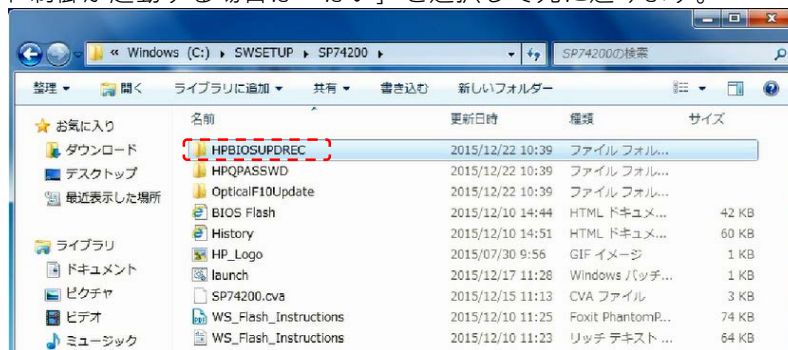 « Windows (C:) ▸ SWSETUP ▸ SP74200 ▸ SP74200の検索
整理 ▼ 開く ライブラリに追加 ▼ 共有 ▼ 書き込む 新しいフォルダー
名前 更新日時 種類 サイズ
お気に入り
ダウンロード
デスクトップ
最近表示した場所
ライブラリ
ドキュメント
ピクチャ
ビデオ
ミュージック
HPBIOSUPDREC 2015/12/22 10:39 ファイル フォル...
HPQPASSWD 2015/12/22 10:39 ファイル フォル...
OpticalF10Update 2015/12/22 10:39 ファイル フォル...
BIOS Flash 2015/12/10 14:44 HTML ドキュメ... 42 KB
History 2015/12/10 14:51 HTML ドキュメ... 60 KB
HP_Logo 2015/07/30 9:56 GIF イメージ 1 KB
launch 2015/12/17 11:28 Windows バッチ... 1 KB
SP74200.cva 2015/12/15 11:13 CVA ファイル 3 KB
WS_Flash_Instructions 2015/12/10 11:25 Foxit PhantomP... 74 KB
WS_Flash_Instructions 2015/12/10 11:23 リッチ テキスト ... 64 KB